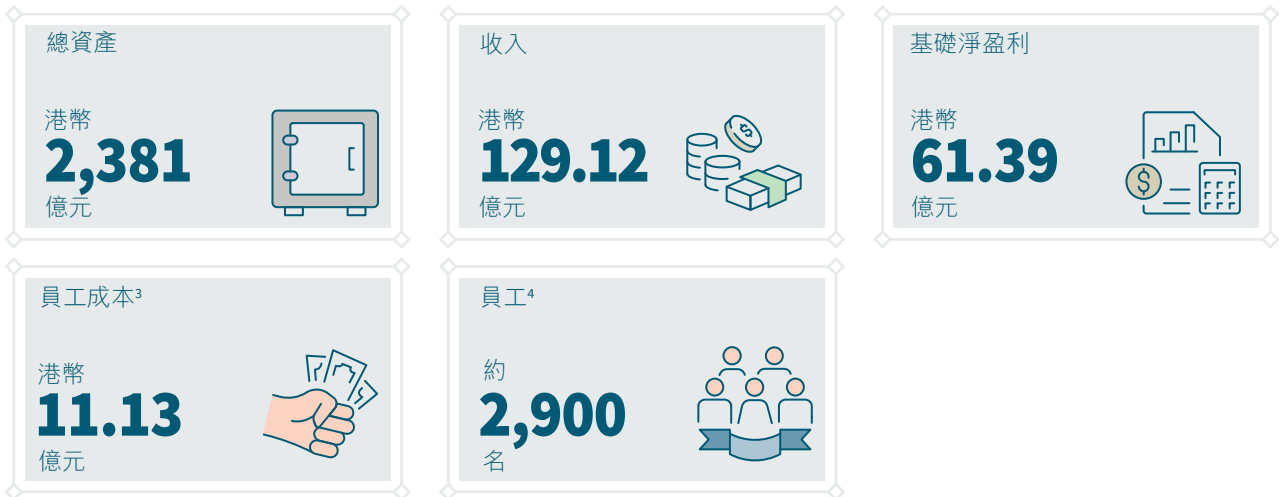 總資產
港幣
2,381
億元
收入
港幣
129.12
億元
基礎淨盈利
港幣
61.39
億元
員工成本³
港幣
11.13
億元
員工⁴
約
2,900
名